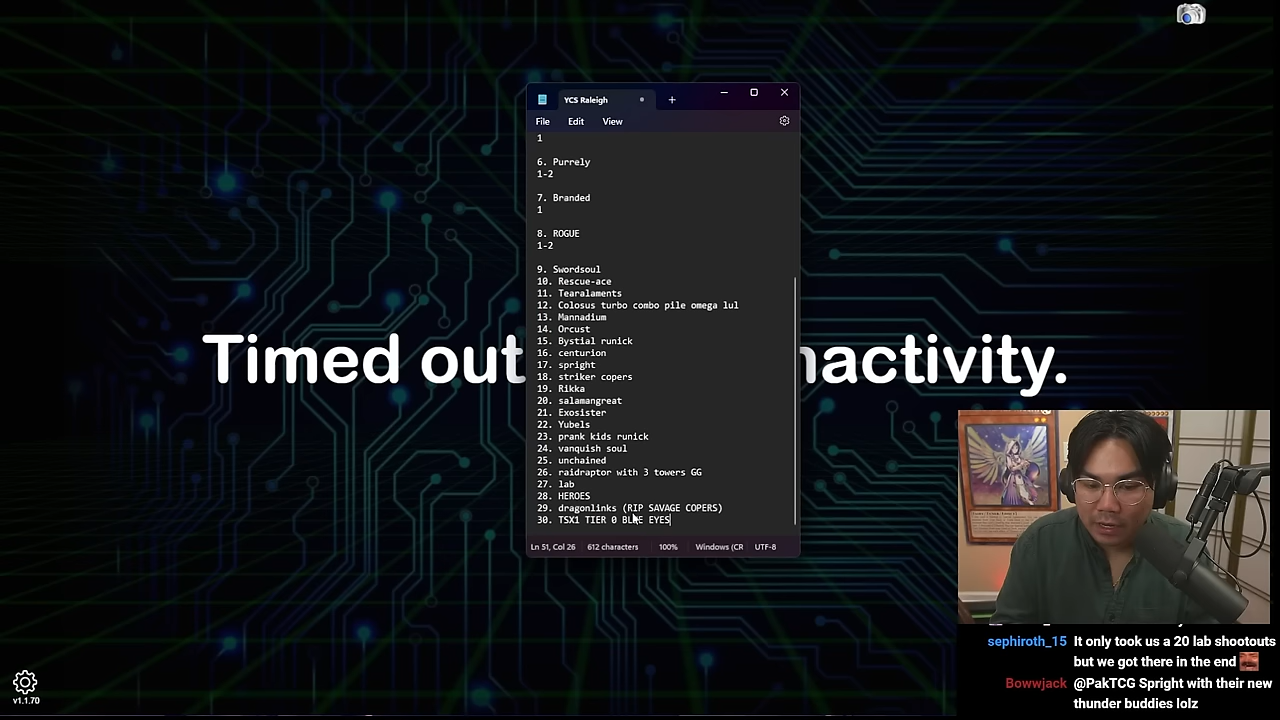 YCS Raleigh
File Edit View
1
6. Purrely
1-2
7. Branded
1
8. ROGUE
1-2
9. Swordsoul
10. Rescue-ace
11. Tearalaments
12. Colosus turbo combo pile omega lul
13. Mannadium
14. Orcust
15. Bystial runick
16. centurion
17. spright
18. striker copers
19. Rikka
20. salamangreat
21. Exosister
22. Yubels
23. prank kids runick
24. vanquish soul
25. unchained
26. raidraptor with 3 towers GG
27. lab
28. HEROES
29. dragonlinks (RIP SAVAGE COPERS)
30. TSX1 TIER 0 BLUE EYES
Ln 51, Col 26 612 characters 100% Windows (CR UTF-8
Timed out nactivity.
sephiroth_15 It only took us a 20 lab shootouts
but we got there in the end
Bowwjack @PakTCG Spright with their new
thunder buddies lolz
v1.1.70